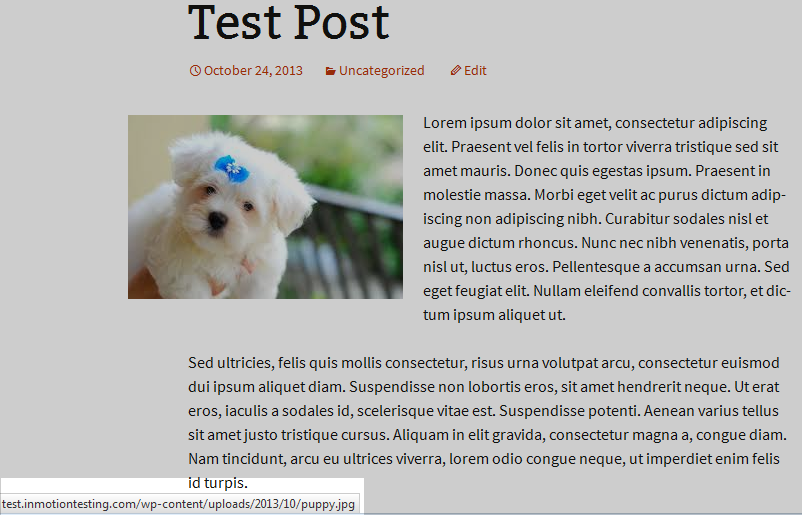 Test Post
October 24, 2013 Uncategorized Edit
Lorem ipsum dolor sit amet, consectetur adipiscing
elit. Praesent vel felis in tortor viverra tristique sed sit
amet mauris. Donec quis egestas ipsum. Praesent in
molestie massa. Morbi eget velit ac purus dictum adip-
iscing non adipiscing nibh. Curabitur sodales nisl et
augue dictum rhoncus. Nunc nec nibh venenatis, porta
nisl ut, luctus eros. Pellentesque a accumsan urna. Sed
eget feugiat elit. Nullam eleifend convallis tortor, et dic-
tum ipsum aliquet ut.
Sed ultricies, felis quis mollis consectetur, risus urna volutpat arcu, consectetur euismod
dui ipsum aliquet diam. Suspendisse non lobortis eros, sit amet hendrerit neque. Ut erat
eros, iaculis a sodales id, scelerisque vitae est. Suspendisse potenti. Aenean varius tellus
sit amet justo tristique cursus. Aliquam in elit gravida, consectetur magna a, congue diam.
Nam tincidunt, arcu eu ultrices viverra, lorem odio congue neque, ut imperdiet enim felis
id turpis.
test.inmotiontesting.com/wp-content/uploads/2013/10/puppy.jpg